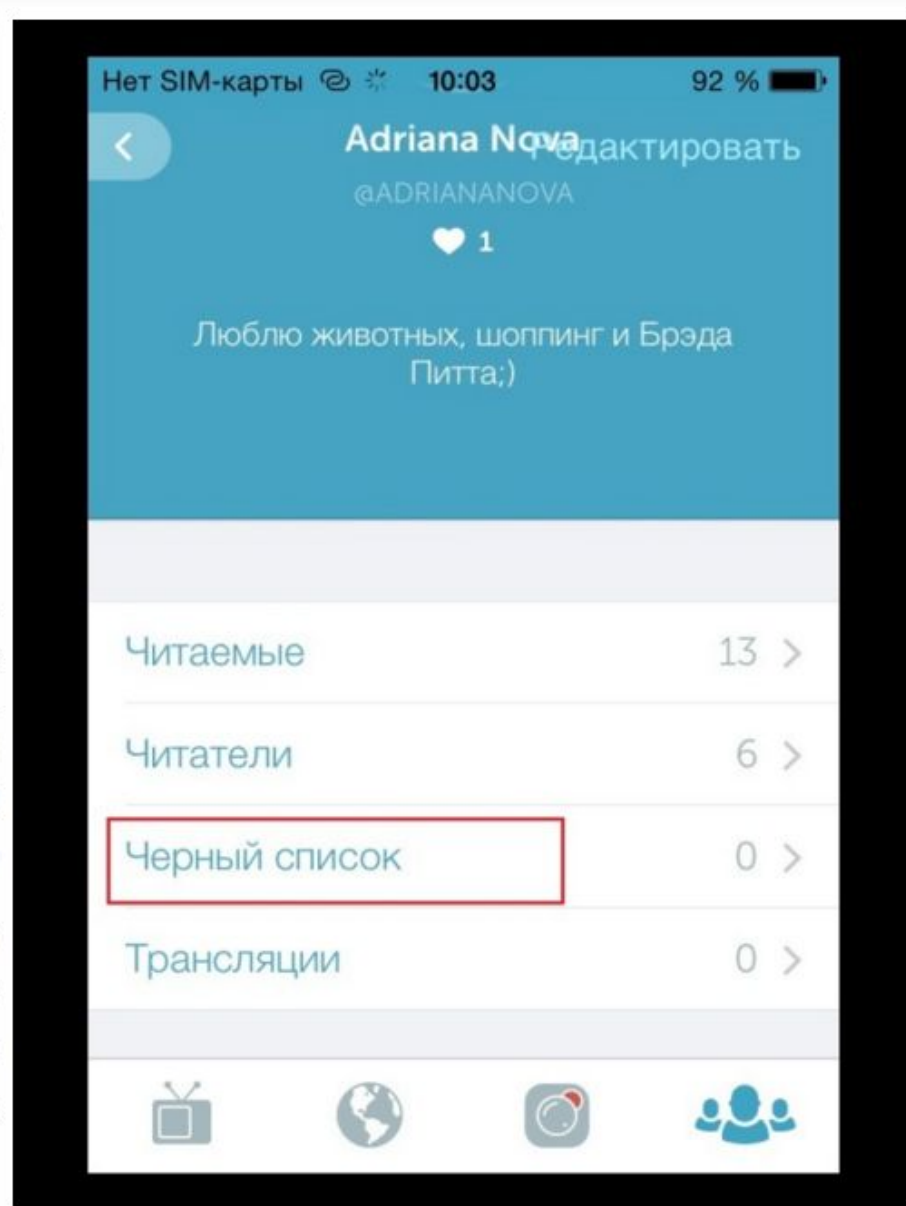 Нет SIM-карты 10:03 92 %
Adriana Nova Редактировать
@ADRIANANOVA
1
Люблю животных, шоппинг и Брэда
Питта;)
Читаемые 13
Читатели 6
Черный список 0
Трансляции 0